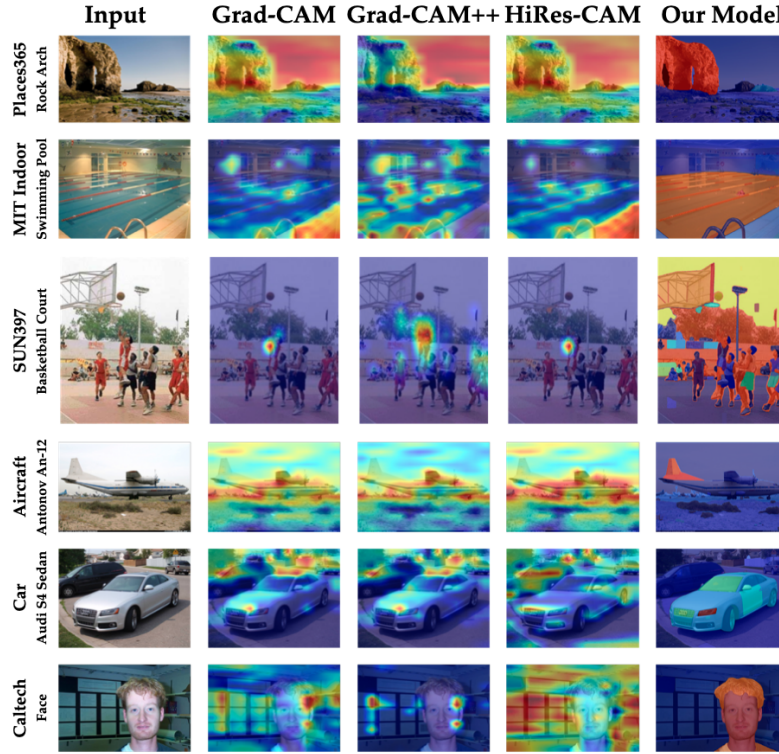 Input Grad-CAM Grad-CAM++ HiRes-CAM Our Model
Places365
Rock Arch
MIT Indoor
Swimming Pool
SUN397
Basketball Court
Aircraft
Antonov An-12
Car
Audi S4 Sedan
Caltech
Face